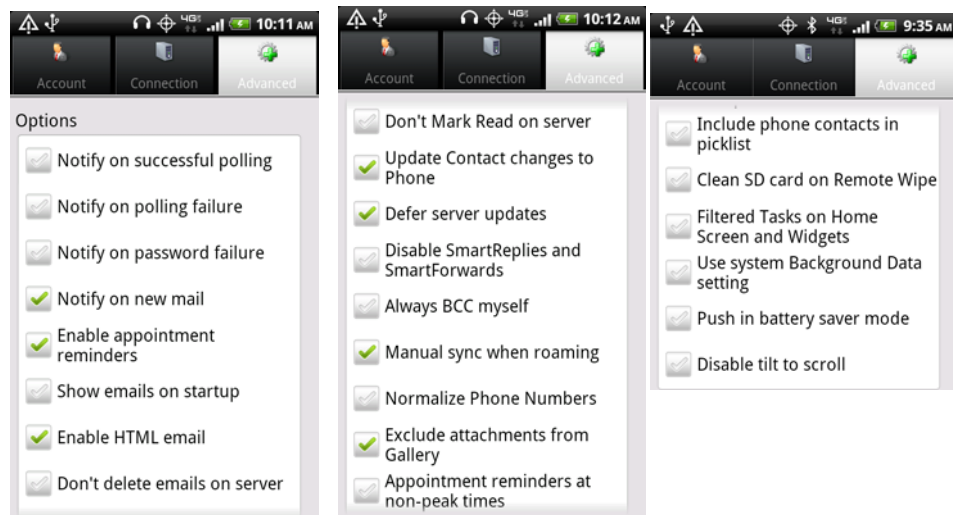 10:11 AM
Account Connection Advanced
Options
Notify on successful polling
Notify on polling failure
Notify on password failure
Notify on new mail
Enable appointment
reminders
Show emails on startup
Enable HTML email
Don't delete emails on server
4G 10:12 AM
Account Connection Advanced
Don't Mark Read on server
Update Contact changes to
Phone
Defer server updates
Disable SmartReplies and
SmartForwards
Always BCC myself
Manual sync when roaming
Normalize Phone Numbers
Exclude attachments from
Gallery
Appointment reminders at
non-peak times
4G 9:35 AM
Account Connection Advanced
Include phone contacts in
picklist
Clean SD card on Remote Wipe
Filtered Tasks on Home
Screen and Widgets
Use system Background Data
setting
Push in battery saver mode
Disable tilt to scroll